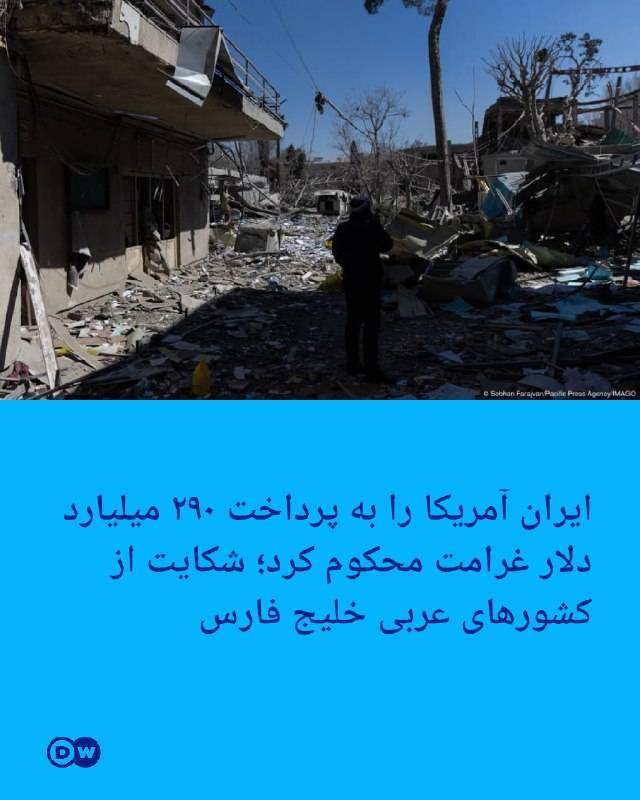 © Sobhan Farajvan/Pacific Press Agency/IMAGO
ایران آمریکا را به پرداخت ۲۹۰ میلیارد
دلار غرامت محکوم کرد؛ شکایت از
کشورهای عربی خلیج فارس
DW